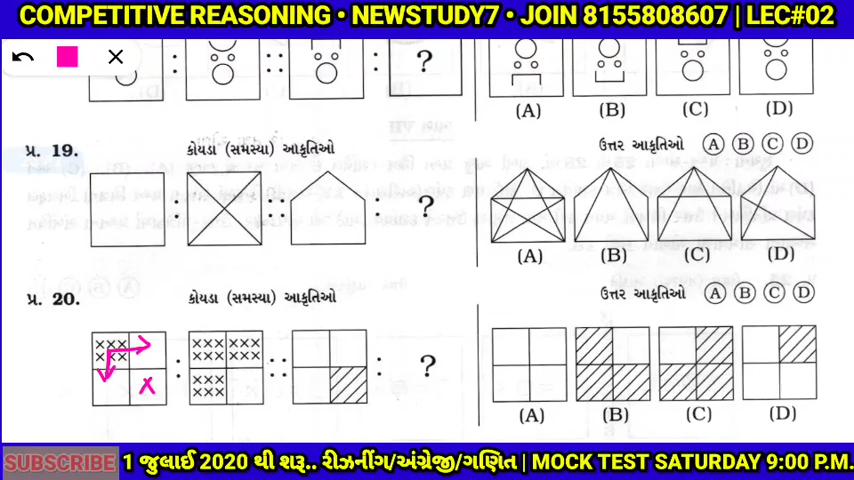 COMPETITIVE REASONING • NEWSTUDY7 • JOIN 8155808607 | LEC#02
: :: : ?
(A) (B) (C) (D)
પ્ર. 19. કોયડા (સમસ્યા) આકૃતિઓ ઉત્તર આકૃતિઓ A B C D
: :: : ?
(A) (B) (C) (D)
પ્ર. 20. કોયડા (સમસ્યા) આકૃતિઓ ઉત્તર આકૃતિઓ A B C D
: :: : ?
(A) (B) (C) (D)
SUBSCRIBE 1 જુલાઈ 2020 થી શરૂ.. રીઝનીંગ/અંગ્રેજી/ગણિત | MOCK TEST SATURDAY 9:00 P.M.